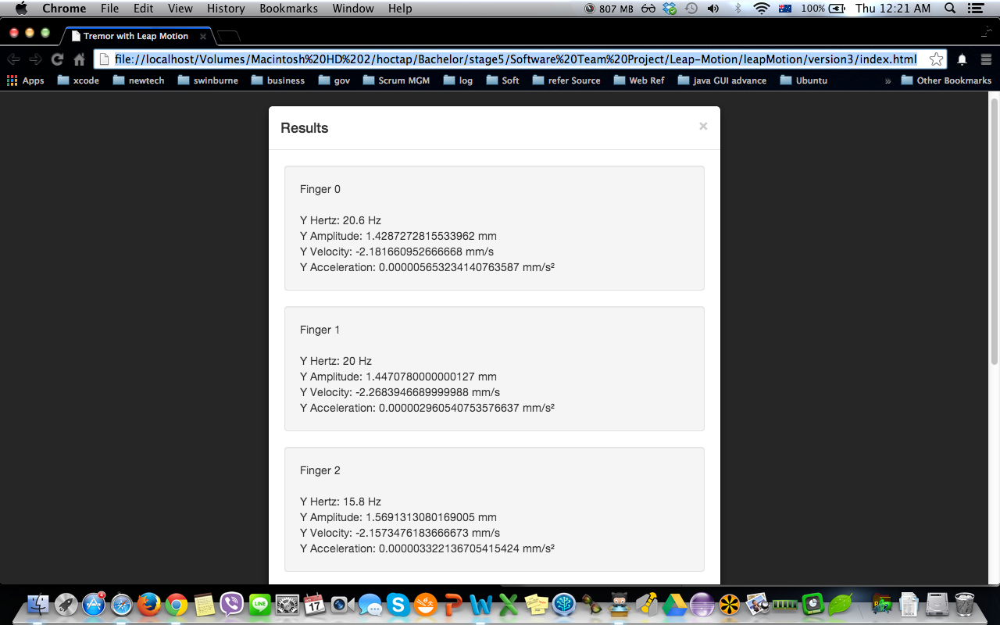 Chrome File Edit View History Bookmarks Window Help 807 MB 100% Thu 12:21 AM
Tremor with Leap Motion
file://localhost/Volumes/Macintosh%20HD%202/hoctap/Bachelor/stage5/Software%20Team%20Project/Leap-Motion/leapMotion/version3/index.html
Apps xcode newtech swinburne business gov Scrum MGM log Soft refer Source Web Ref java GUI advance Ubuntu » Other Bookmarks
Results ×
Finger 0
Y Hertz: 20.6 Hz
Y Amplitude: 1.4287272815533962 mm
Y Velocity: -2.181660952666668 mm/s
Y Acceleration: 0.000005653234140763587 mm/s²
Finger 1
Y Hertz: 20 Hz
Y Amplitude: 1.4470780000000127 mm
Y Velocity: -2.2683946689999988 mm/s
Y Acceleration: 0.000002960540753576637 mm/s²
Finger 2
Y Hertz: 15.8 Hz
Y Amplitude: 1.5691313080169005 mm
Y Velocity: -2.1573476183666673 mm/s
Y Acceleration: 0.000003322136705415424 mm/s²
4
LINE
17
DOCK